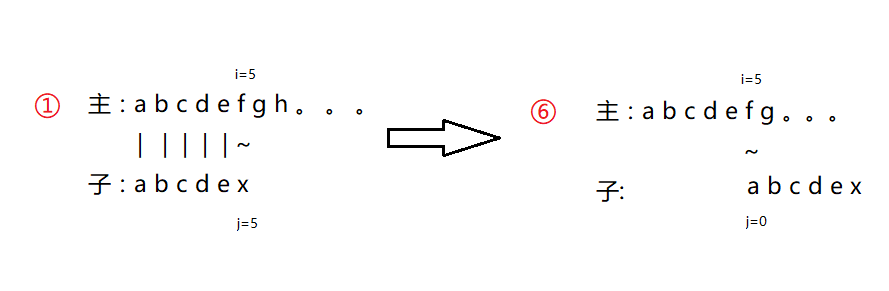 i=5
① 主 : a b c d e f g h 。 。 。
| | | | | ~
子 : a b c d e x
j=5
i=5
⑥ 主 : a b c d e f g 。 。 。
~
子: a b c d e x
j=0